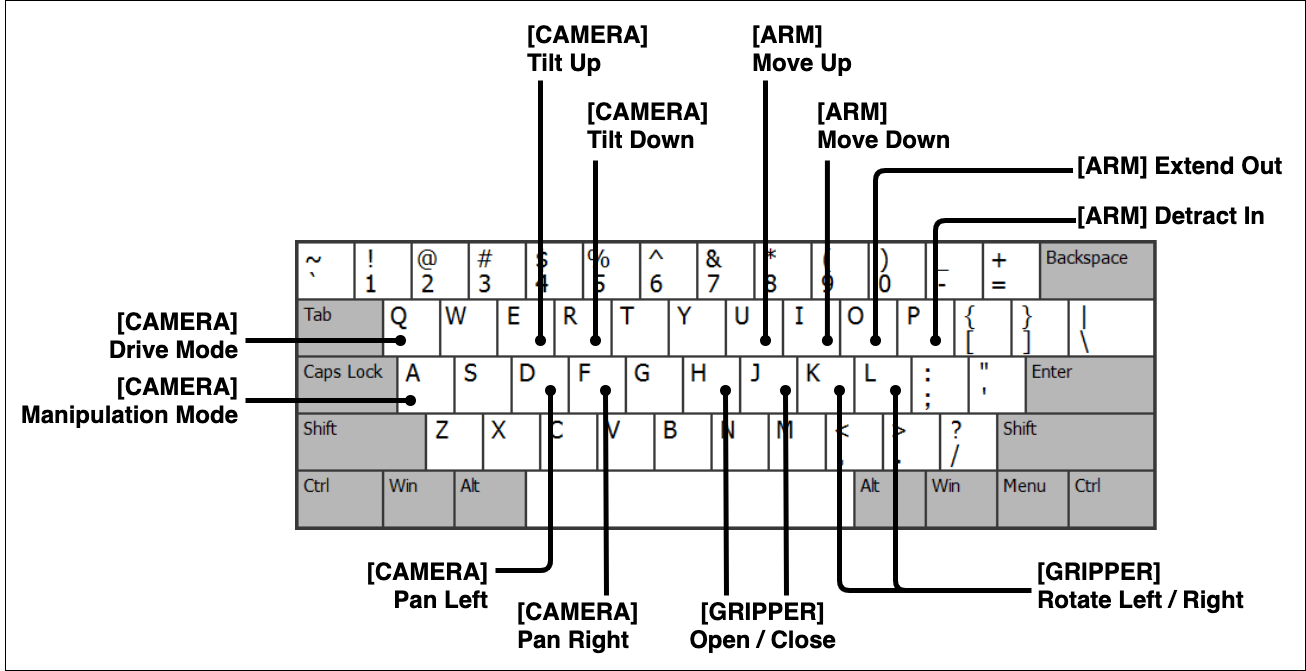 [CAMERA]
Tilt Up
[ARM]
Move Up
[CAMERA]
Tilt Down
[ARM]
Move Down
[ARM] Extend Out
[ARM] Detract In
~ ! @ # $ % ^ & * ( ) _ + Backspace
` 1 2 3 4 5 6 7 8 9 0 - =
Tab Q W E R T Y U I O P { } |
[ ] \
[CAMERA]
Drive Mode
Caps Lock A S D F G H J K L : " Enter
; '
[CAMERA]
Manipulation Mode
Shift Z X C V B N M < > ? Shift
, . /
Ctrl Win Alt Alt Win Menu Ctrl
[CAMERA]
Pan Left
[CAMERA]
Pan Right
[GRIPPER]
Open / Close
[GRIPPER]
Rotate Left / Right